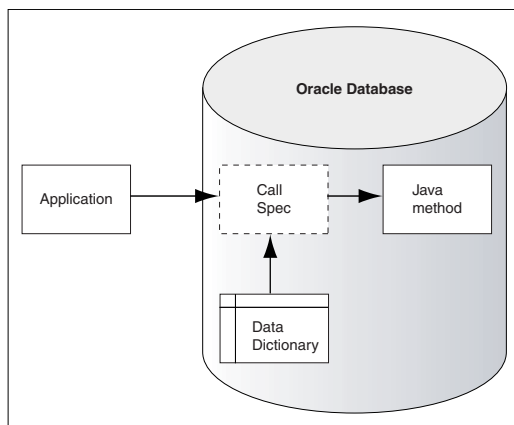 Oracle Database
Application
Call
Spec
Java
method
Data
Dictionary